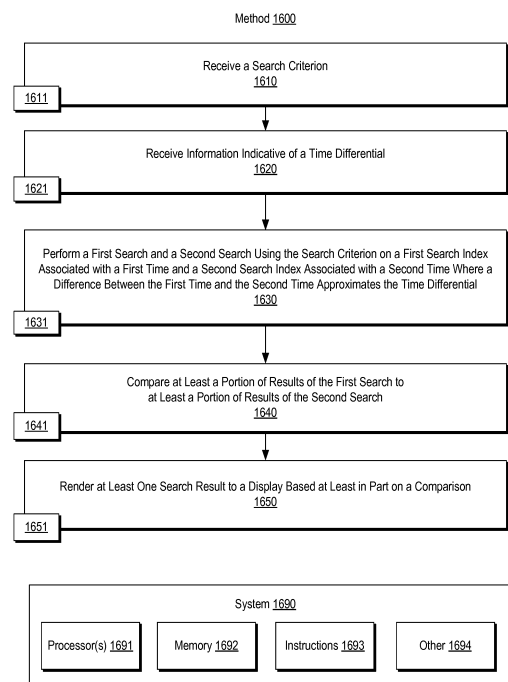 Method 1600
Receive a Search Criterion
1610
1611
Receive Information Indicative of a Time Differential
1620
1621
Perform a First Search and a Second Search Using the Search Criterion on a First Search Index
Associated with a First Time and a Second Search Index Associated with a Second Time Where a
Difference Between the First Time and the Second Time Approximates the Time Differential
1630
1631
Compare at Least a Portion of Results of the First Search to
at Least a Portion of Results of the Second Search
1640
1641
Render at Least One Search Result to a Display Based at Least in Part on a Comparison
1650
1651
System 1690
Processor(s) 1691
Memory 1692
Instructions 1693
Other 1694